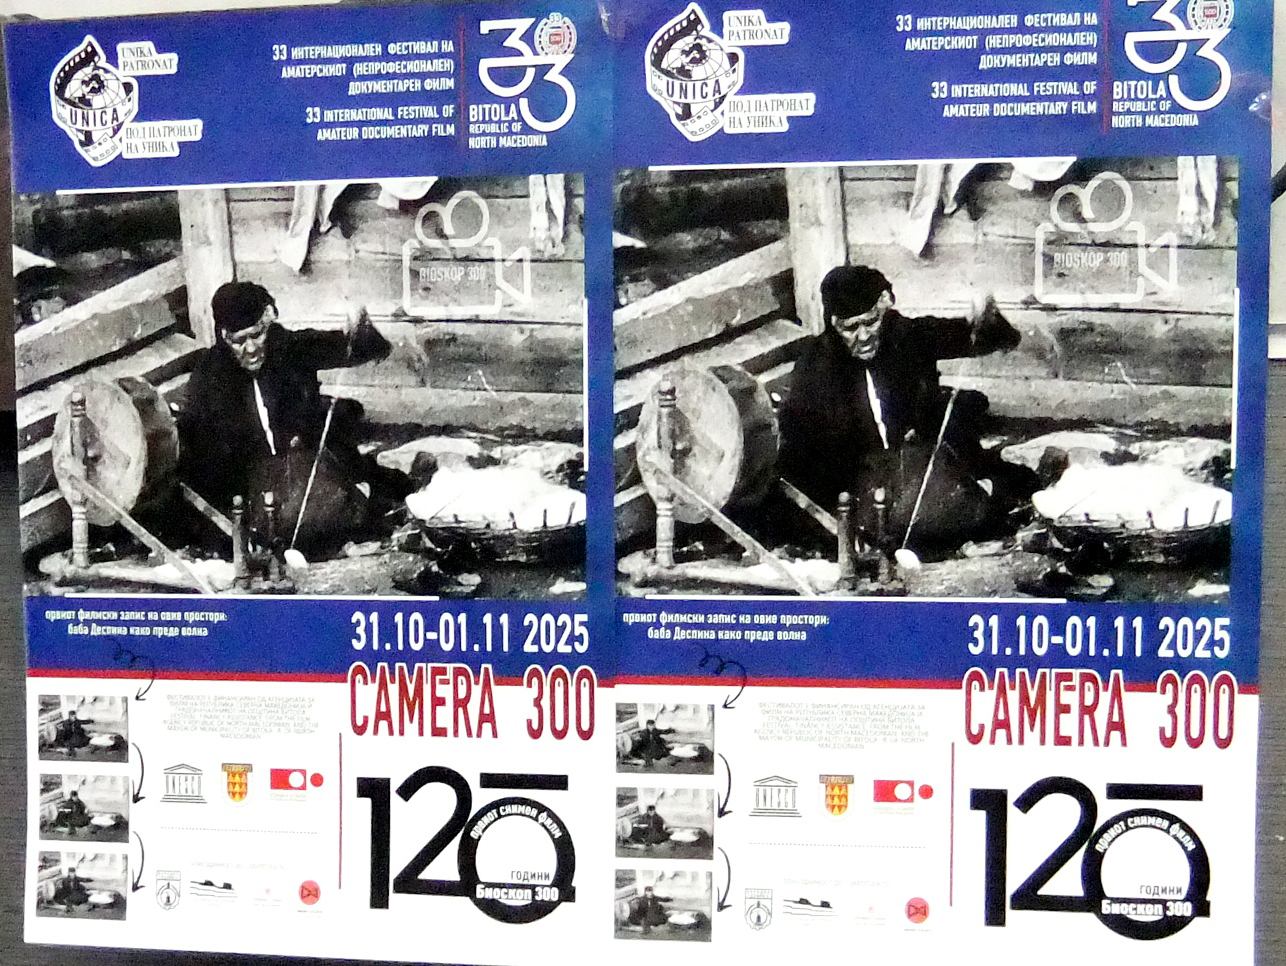 UNIKA
PATRONAT
UNICA
ПОД ПАТРОНАТ
НА УНИКА
33 ИНТЕРНАЦИОНАЛЕН ФЕСТИВАЛ НА
АМАТЕРСКИОТ (НЕПРОФЕСИОНАЛЕН)
ДОКУМЕНТАРЕН ФИЛМ
33 INTERNATIONAL FESTIVAL OF
AMATEUR DOCUMENTARY FILM
33
BITOLA
REPUBLIC OF
NORTH MACEDONIA
BIOSKOP 300
првиот филмски запис на овие простори:
баба Деспина како преде волна
31.10-01.11 2025
CAMERA 300
120
првиот снимен филм
години
Биоскоп 300
UNIKA
PATRONAT
UNICA
ПОД ПАТРОНАТ
НА УНИКА
33 ИНТЕРНАЦИОНАЛЕН ФЕСТИВАЛ НА
АМАТЕРСКИОТ (НЕПРОФЕСИОНАЛЕН)
ДОКУМЕНТАРЕН ФИЛМ
33 INTERNATIONAL FESTIVAL OF
AMATEUR DOCUMENTARY FILM
33
BITOLA
REPUBLIC OF
NORTH MACEDONIA
BIOSKOP 300
првиот филмски запис на овие простори:
баба Деспина како преде волна
31.10-01.11 2025
CAMERA 300
120
првиот снимен филм
години
Биоскоп 300